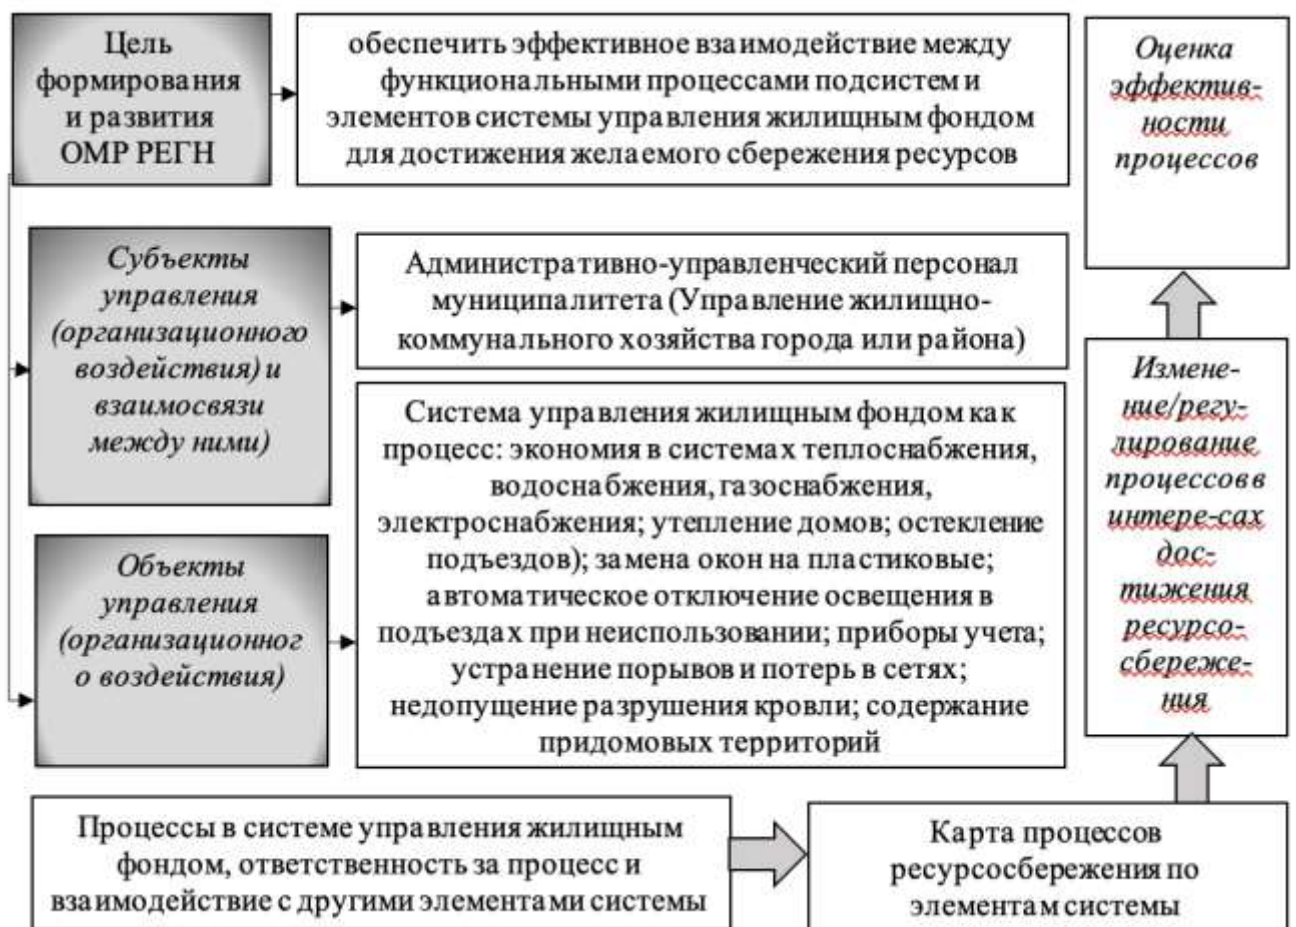 Цель
формирования
и развития
ОМР РЕГН
обеспечить эффективное взаимодействие между
функциональными процессами подсистем и
элементов системы управления жилищным фондом
для достижения желаемого сбережения ресурсов
Оценка
эффектив-
ности
процессов
Субъекты
управления
(организационного
воздействия) и
взаимосвязи
между ними)
Административно-управленческий персонал
муниципалитета (Управление жилищно-
коммунального хозяйства города или района)
Объекты
управления
(организационног
о воздействия)
Система управления жилищным фондом как
процесс: экономия в системах теплоснабжения,
водоснабжения, газоснабжения,
электроснабжения; утепление домов; остекление
подъездов); замена окон на пластиковые;
автоматическое отключение освещения в
подъездах при неиспользовании; приборы учета;
устранение порывов и потерь в сетях;
недопущение разрушения кровли; содержание
придомовых территорий
Измене-
ние/регу-
лирование
процессов в
интере-сах
дос-
тижения
ресурсо-
сбереже-
ния
Процессы в системе управления жилищным
фондом, ответственность за процесс и
взаимодействие с другими элементами системы
Карта процессов
ресурсосбережения по
элементам системы